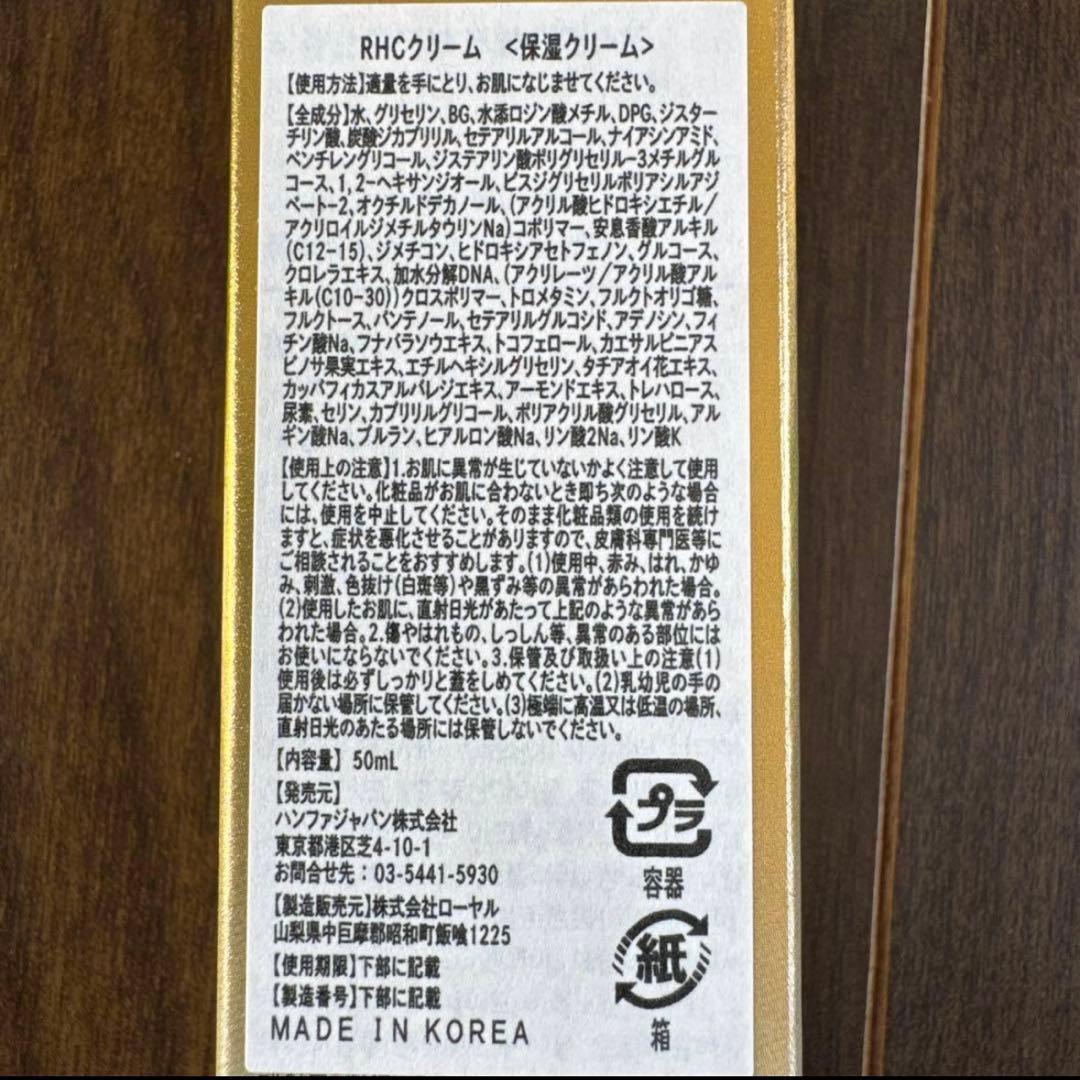 RHCクリーム <保湿クリーム>
【使用方法】適量を手にとり、お肌になじませてください。
【全成分】水、グリセリン、BG、水添ロジン酸メチル、DPG、ジスター
チリン酸、炭酸ジカプリリル、セテアリルアルコール、ナイアシンアミド、
ペンチレングリコール、ジステアリン酸ポリグリセリル-3メチルグル
コース、1,2-ヘキサンジオール、ビスジグリセリルポリアシルアジ
ペート-2、オクチルドデカノール、(アクリル酸ヒドロキシエチル/
アクリロイルジメチルタウリンNa)コポリマー、安息香酸アルキル
(C12-15)、ジメチコン、ヒドロキシアセトフェノン、グルコース、
クロレラエキス、加水分解DNA、(アクリレーツ/アクリル酸アル
キル(C10-30))クロスポリマー、トロメタミン、フルクトオリゴ糖、
フルクトース、パンテノール、セテアリルグルコシド、アデノシン、フィ
チン酸Na、フナバラソウエキス、トコフェロール、カエサルピニアス
ピノサ果実エキス、エチルヘキシルグリセリン、タチアオイ花エキス、
カッパフィカスアルバレジエキス、アーモンドエキス、トレハロース、
尿素、セリン、カプリリルグリコール、ポリアクリル酸グリセリル、アル
ギン酸Na、プルラン、ヒアルロン酸Na、リン酸2Na、リン酸K
【使用上の注意】1.お肌に異常が生じていないかよく注意して使用
してください。化粧品がお肌に合わないとき即ち次のような場合
には、使用を中止してください。そのまま化粧品類の使用を続け
ますと、症状を悪化させることがありますので、皮膚科専門医等に
ご相談されることをおすすめします。(1)使用中、赤み、はれ、かゆ
み、刺激、色抜け(白斑等)や黒ずみ等の異常があらわれた場合。
(2)使用したお肌に、直射日光があたって上記のような異常があら
われた場合。2.傷やはれもの、しっしん等、異常のある部位には
お使いにならないでください。3.保管及び取扱い上の注意(1)
使用後は必ずしっかりと蓋をしめてください。(2)乳幼児の手の
届かない場所に保管してください。(3)極端に高温又は低温の場所、
直射日光のあたる場所には保管しないでください。
【内容量】 50mL
【発売元】
ハンファジャパン株式会社
東京都港区芝4-10-1
お問合せ先:03-5441-5930
【製造販売元】株式会社ローヤル
山梨県中巨摩郡昭和町飯喰1225
【使用期限】下部に記載
【製造番号】下部に記載
MADE IN KOREA
プラ
容器
紙
箱